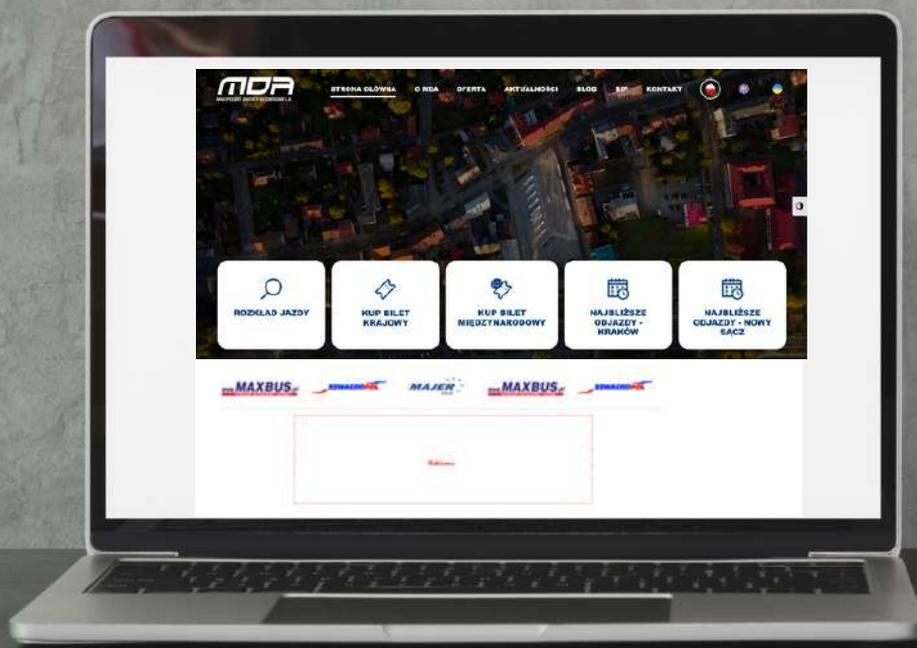 MDA
STRONA GŁÓWNA O MDA OFERTA AKTUALNOŚCI BLOG BIP KONTAKT
ROZKŁAD JAZDY
KUP BILET
KRAJOWY
KUP BILET
MIĘDZYNARODOWY
NAJBLIŻSZE
ODJAZDY -
KRAKÓW
NAJBLIŻSZE
ODJAZDY - NOWY
SĄCZ
MAXBUS
MAJER
MAXBUS
Reklama